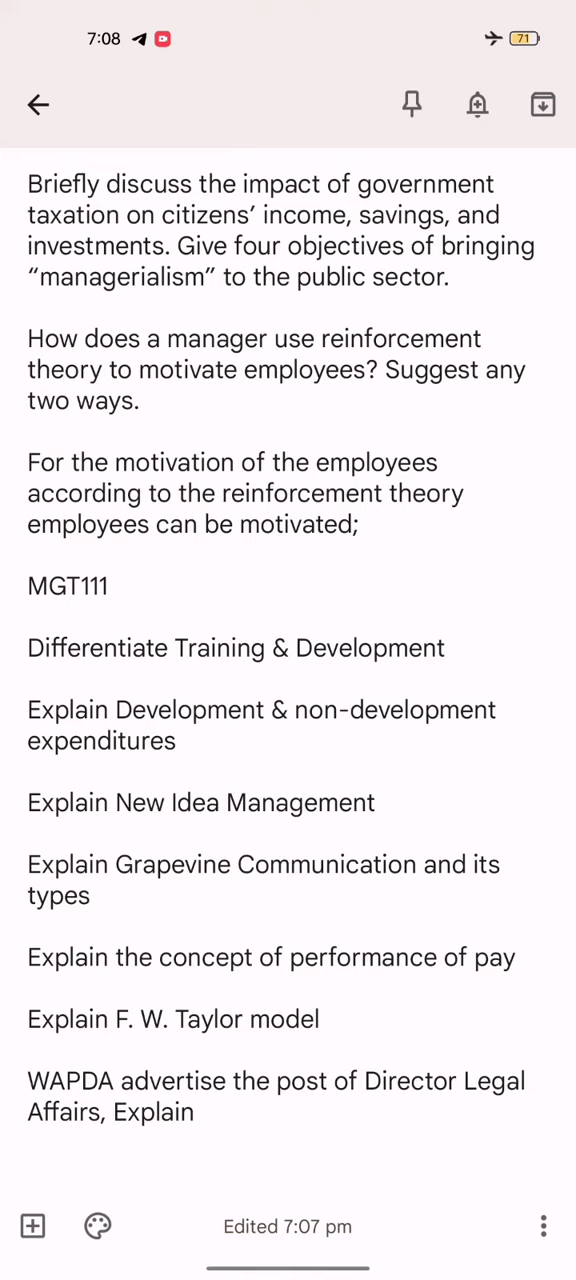 7:08
71
Briefly discuss the impact of government
taxation on citizens’ income, savings, and
investments. Give four objectives of bringing
“managerialism” to the public sector.
How does a manager use reinforcement
theory to motivate employees? Suggest any
two ways.
For the motivation of the employees
according to the reinforcement theory
employees can be motivated;
MGT111
Differentiate Training & Development
Explain Development & non-development
expenditures
Explain New Idea Management
Explain Grapevine Communication and its
types
Explain the concept of performance of pay
Explain F. W. Taylor model
WAPDA advertise the post of Director Legal
Affairs, Explain
Edited 7:07 pm